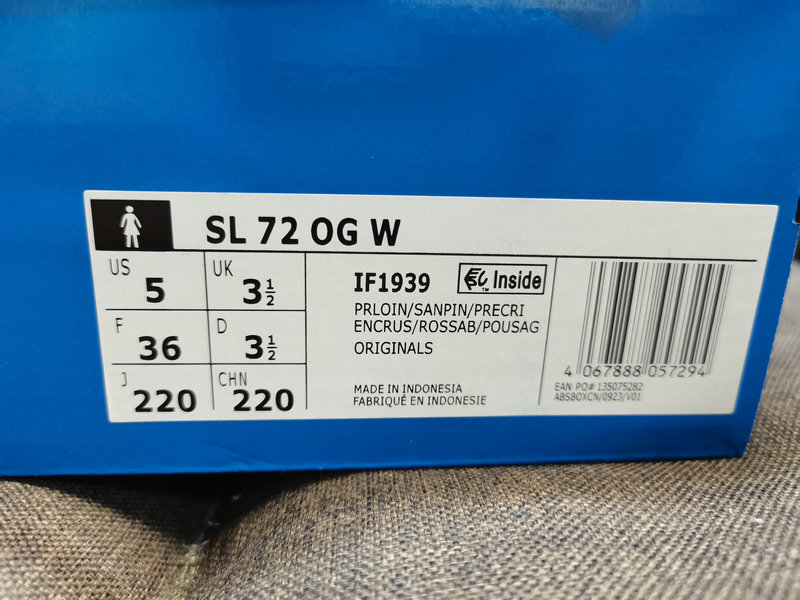 SL 72 OG W
US 5 UK 3½
F 36 D 3½
J 220 CHN 220
IF1939 Inside
TM
PRLOIN/SANPIN/PRECRI
ENCRUS/ROSSAB/POUSAG
ORIGINALS
MADE IN INDONESIA
FABRIQUÉ EN INDONESIE
4 067888 057294
EAN PO# 135075282
ABSBOXCN/0923/V01